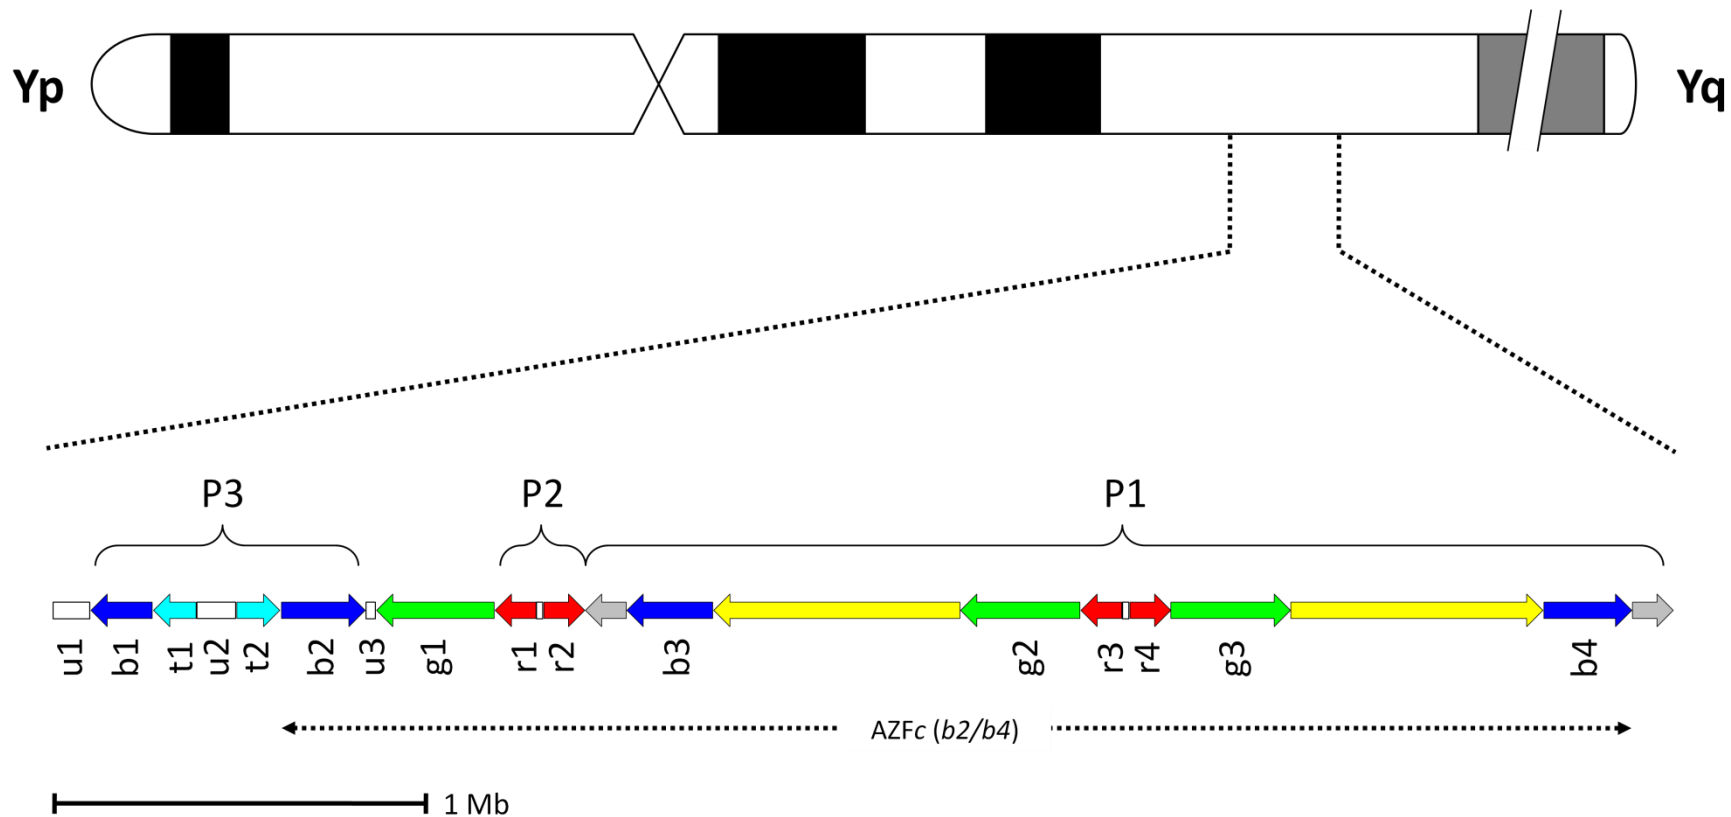 Yp
Yq
P3
P2
P1
u1
b1
t1
u2
t2
b2
u3
g1
r1
r2
b3
g2
r3
r4
g3
b4
AZFc (b2/b4)
1 Mb